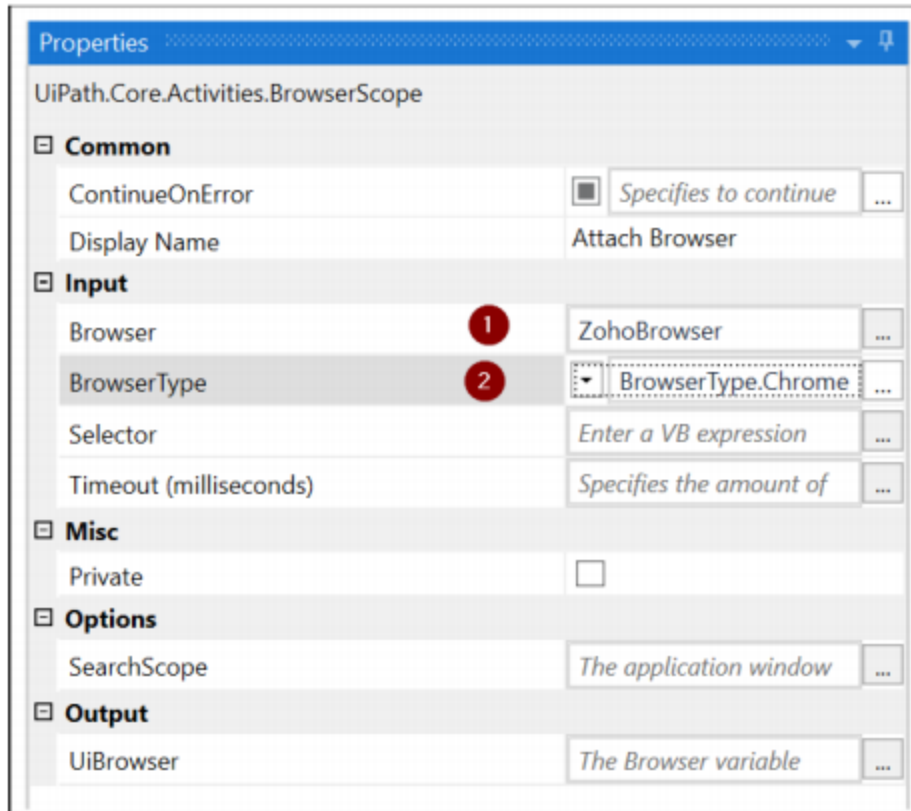 Properties
UiPath.Core.Activities.BrowserScope
Common
ContinueOnError Specifies to continue ...
Display Name Attach Browser
Input
Browser 1 ZohoBrowser ...
BrowserType 2 BrowserType.Chrome ...
Selector Enter a VB expression ...
Timeout (milliseconds) Specifies the amount of ...
Misc
Private
Options
SearchScope The application window ...
Output
UiBrowser The Browser variable ...